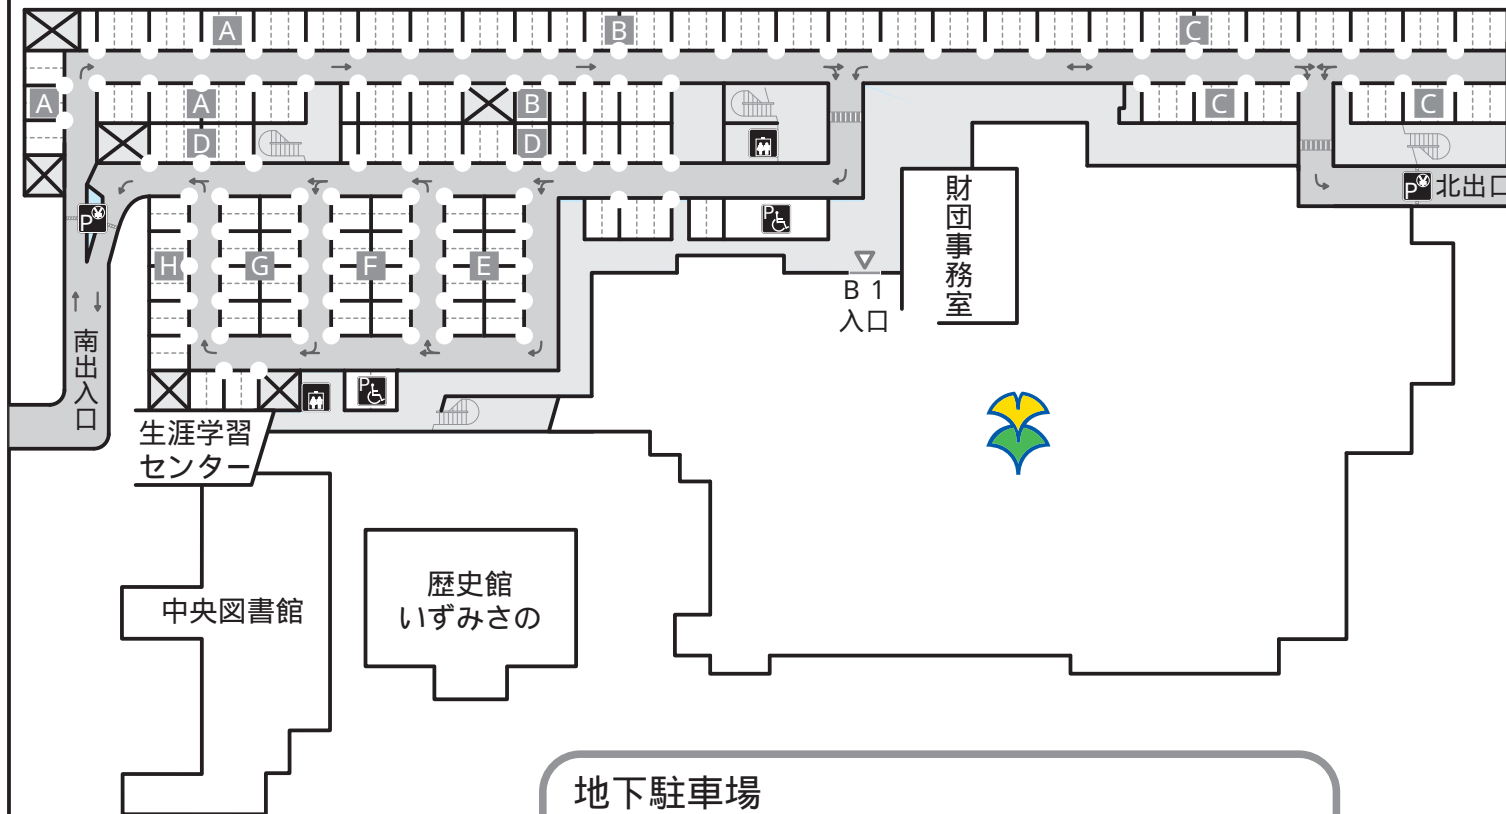 A
B
C
A
A
B
C
C
D
D
P¥
北出口
P¥
P
財団事務室
H
G
F
E
B 1
入口
南出入口
P
生涯学習
センター
中央図書館
歴史館
いずみさの
地下駐車場